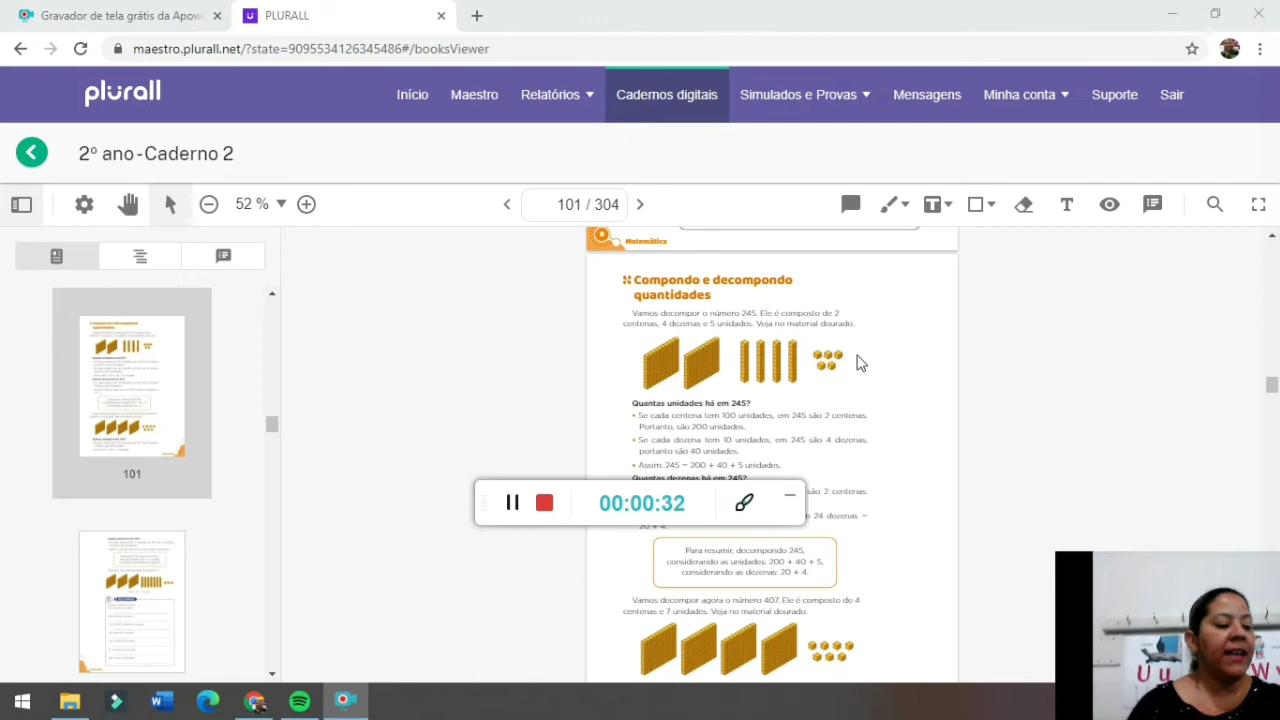 Gravador de tela grátis da Apow
PLURALL
maestro.plurall.net/?state=9095534126345486#/booksViewer
plurall
Início Maestro Relatórios Cadernos digitais Simulados e Provas Mensagens Minha conta Suporte Sair
2º ano - Caderno 2
52 %
101 / 304
T
T
Matemática
Compondo e decompondo
quantidades
Vamos decompor o número 245. Ele é composto de 2
centenas, 4 dezenas e 5 unidades. Veja no material dourado.
Quantas unidades há em 245?
• Se cada centena tem 100 unidades, em 245 são 2 centenas.
Portanto, são 200 unidades.
• Se cada dezena tem 10 unidades, em 245 são 4 dezenas,
portanto são 40 unidades.
• Assim: 245 = 200 + 40 + 5 unidades.
Quantas dezenas há em 245?
são 2 centenas.
24 dezenas =
20 + 4.
00:00:32
Para resumir, decompondo 245,
considerando as unidades: 200 + 40 + 5,
considerando as dezenas: 20 + 4.
Vamos decompor agora o número 407. Ele é composto de 4
centenas e 7 unidades. Veja no material dourado.
101
U u
W